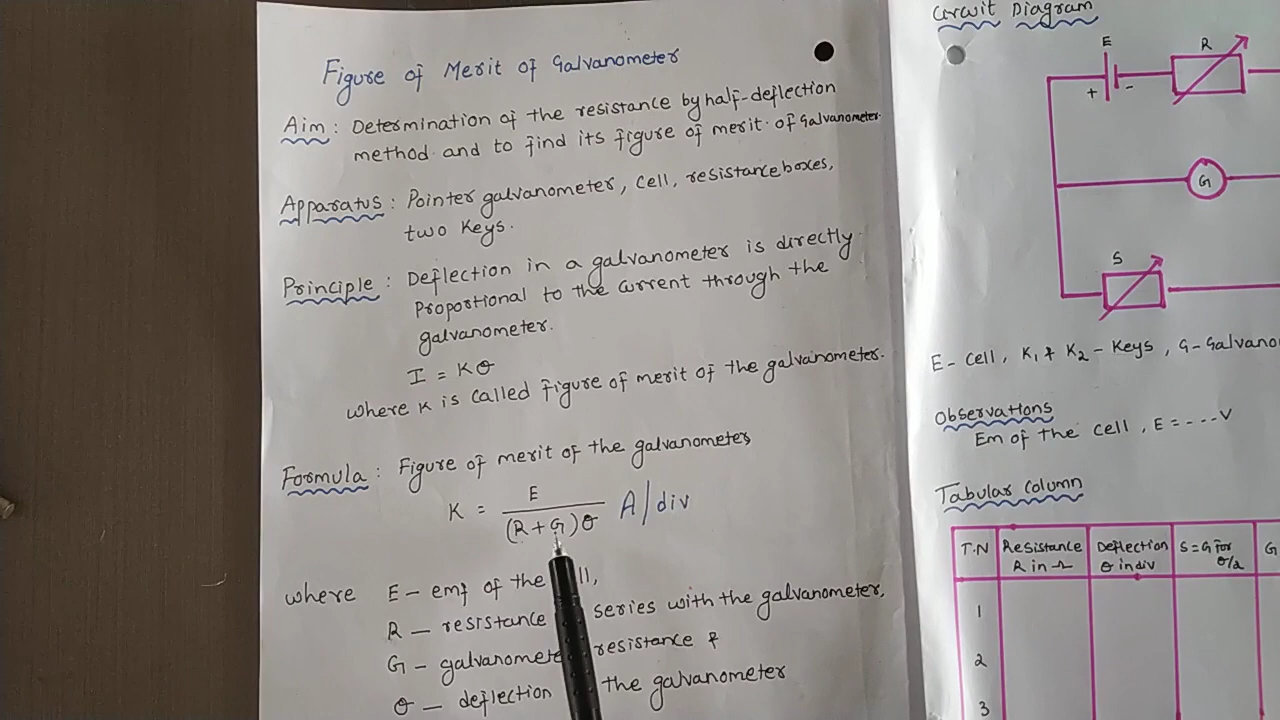 Figure of Merit of Galvanometer
Aim : Determination of the resistance by half-deflection
method and to find its figure of merit of Galvanometer.
Apparatus : Pointer galvanometer, cell, resistance boxes,
two keys.
Principle : Deflection in a galvanometer is directly
Proportional to the current through the
galvanometer.
I = Kθ
where K is called figure of merit of the galvanometer.
Formula : Figure of merit of the galvanometer
K = E / (R+G)θ A/div
where E – emf of the
R – resistance series with the galvanometer,
G – galvanometer resistance &
θ – deflection the galvanometer
Circuit Diagram
E
R
+ -
G
S
E – cell, K1 & K2 – Keys, G –
Observations
Em of the cell, E = ---- V
Tabular column
T.N Resistance R in Ω Deflection θ in div S=G for θ/2 G
1
2
3